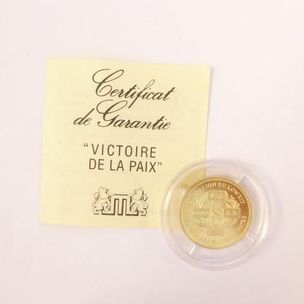 Certificat
de Garantie
"VICTOIRE
DE LA PAIX"